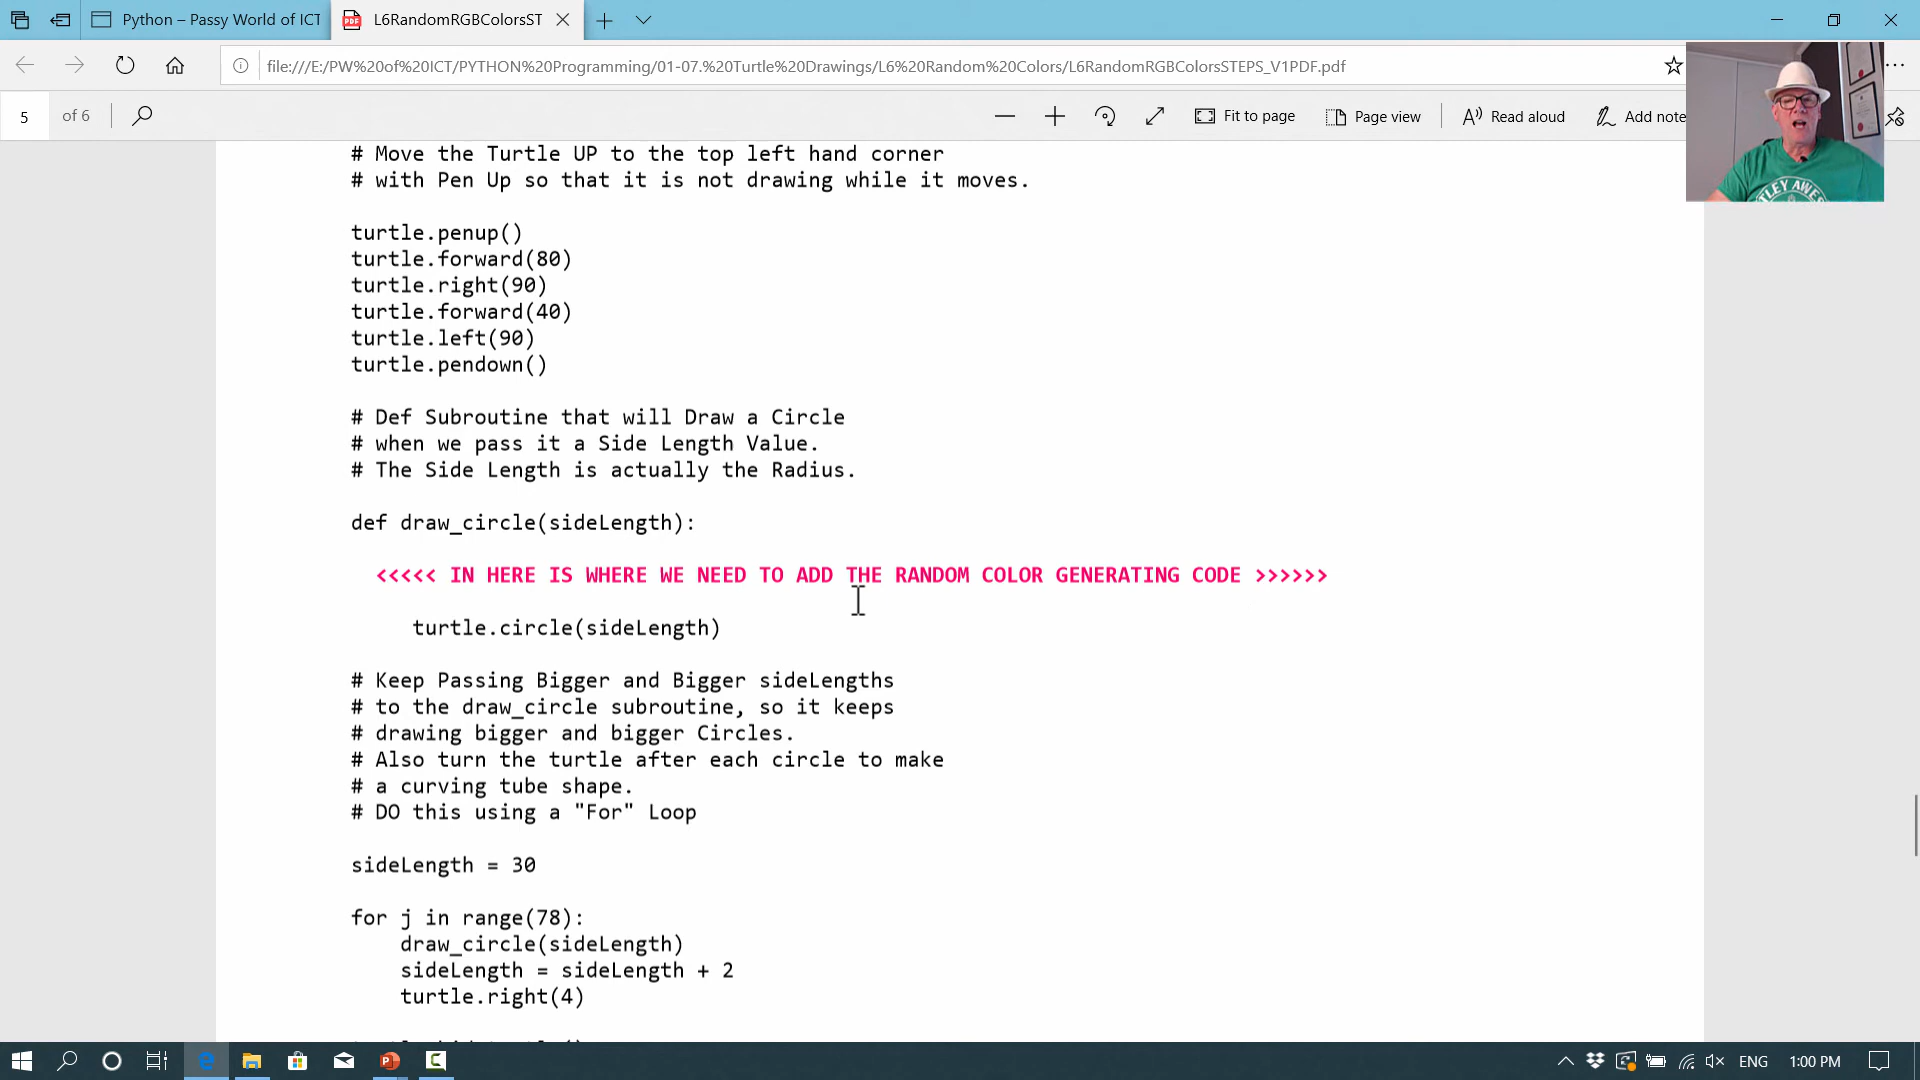 Python – Passy World of ICT
L6RandomRGBColorsST
file:///E:/PW%20of%20ICT/PYTHON%20Programming/01-07.%20Turtle%20Drawings/L6%20Random%20Colors/L6RandomRGBColorsSTEPS_V1PDF.pdf
5 of 6
Fit to page
Page view
Read aloud
Add note
# Move the Turtle UP to the top left hand corner
# with Pen Up so that it is not drawing while it moves.
turtle.penup()
turtle.forward(80)
turtle.right(90)
turtle.forward(40)
turtle.left(90)
turtle.pendown()
# Def Subroutine that will Draw a Circle
# when we pass it a Side Length Value.
# The Side Length is actually the Radius.
def draw_circle(sideLength):
<<<<< IN HERE IS WHERE WE NEED TO ADD THE RANDOM COLOR GENERATING CODE >>>>>>
turtle.circle(sideLength)
# Keep Passing Bigger and Bigger sideLengths
# to the draw_circle subroutine, so it keeps
# drawing bigger and bigger Circles.
# Also turn the turtle after each circle to make
# a curving tube shape.
# DO this using a "For" Loop
sideLength = 30
for j in range(78):
draw_circle(sideLength)
sideLength = sideLength + 2
turtle.right(4)
ENG
1:00 PM